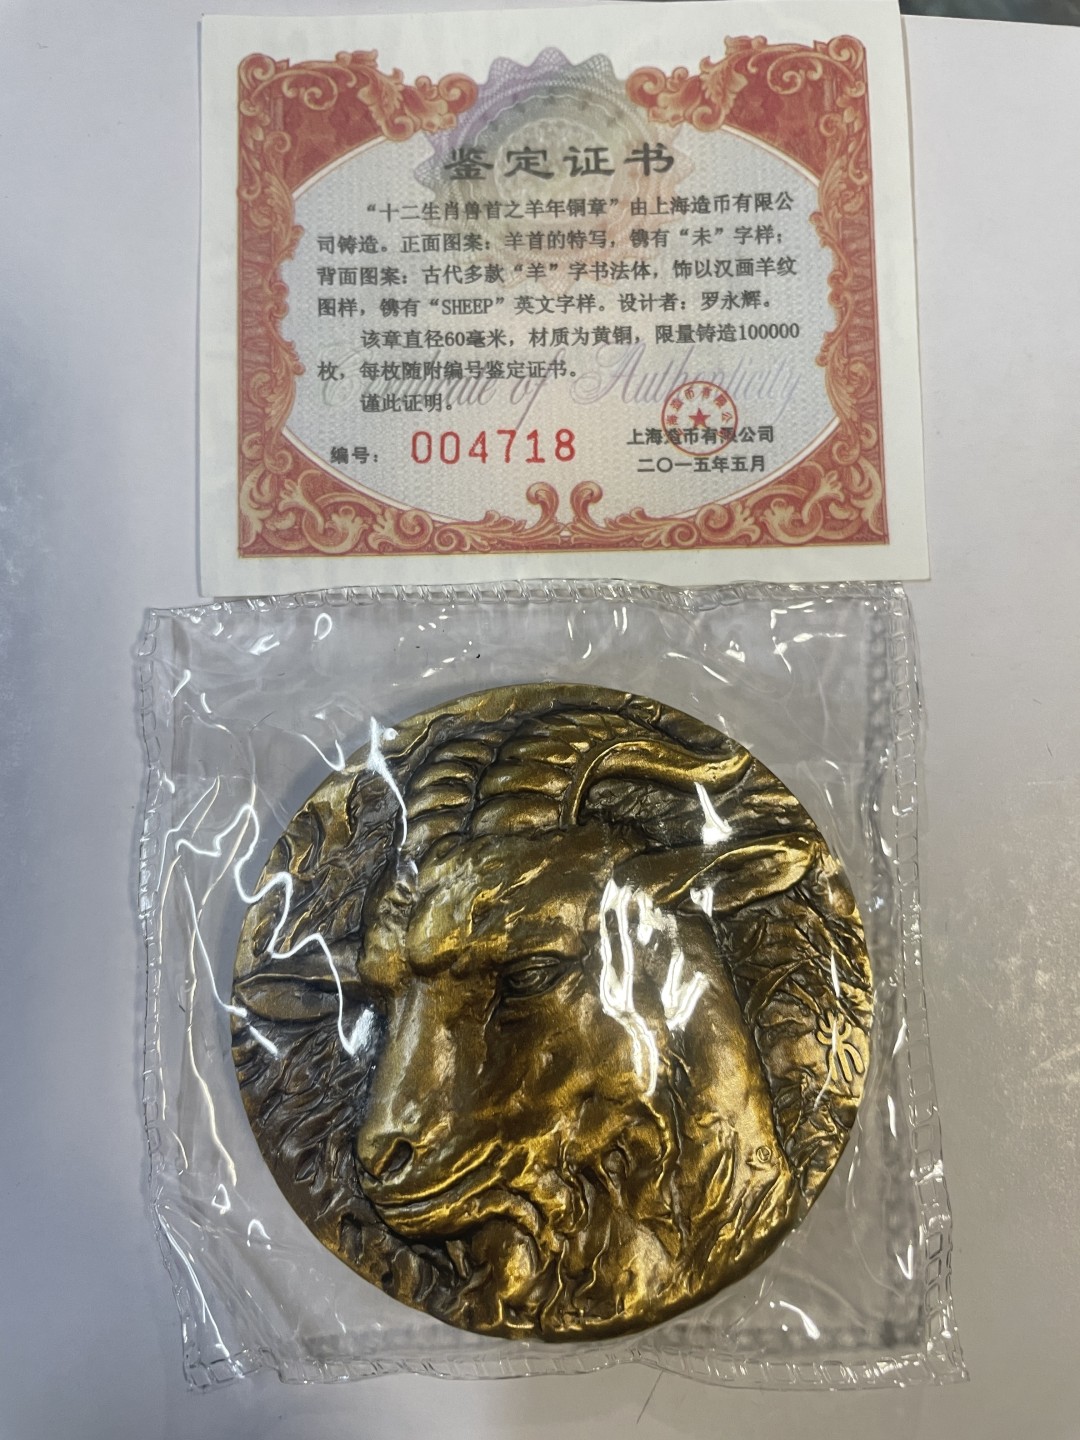 鉴定证书
“十二生肖兽首之羊年铜章”由上海造币有限公
司铸造。正面图案：羊首的特写，镌有“未”字样；
背面图案：古代多款“羊”字书法体，饰以汉画羊纹
图样，镌有“SHEEP”英文字样。设计者：罗永辉。
该章直径60毫米，材质为黄铜，限量铸造100000
枚，每枚随附编号鉴定证书。
Certificate of Authenticity
谨此证明。
编号：004718
上海造币有限公司
二〇一五年五月
未